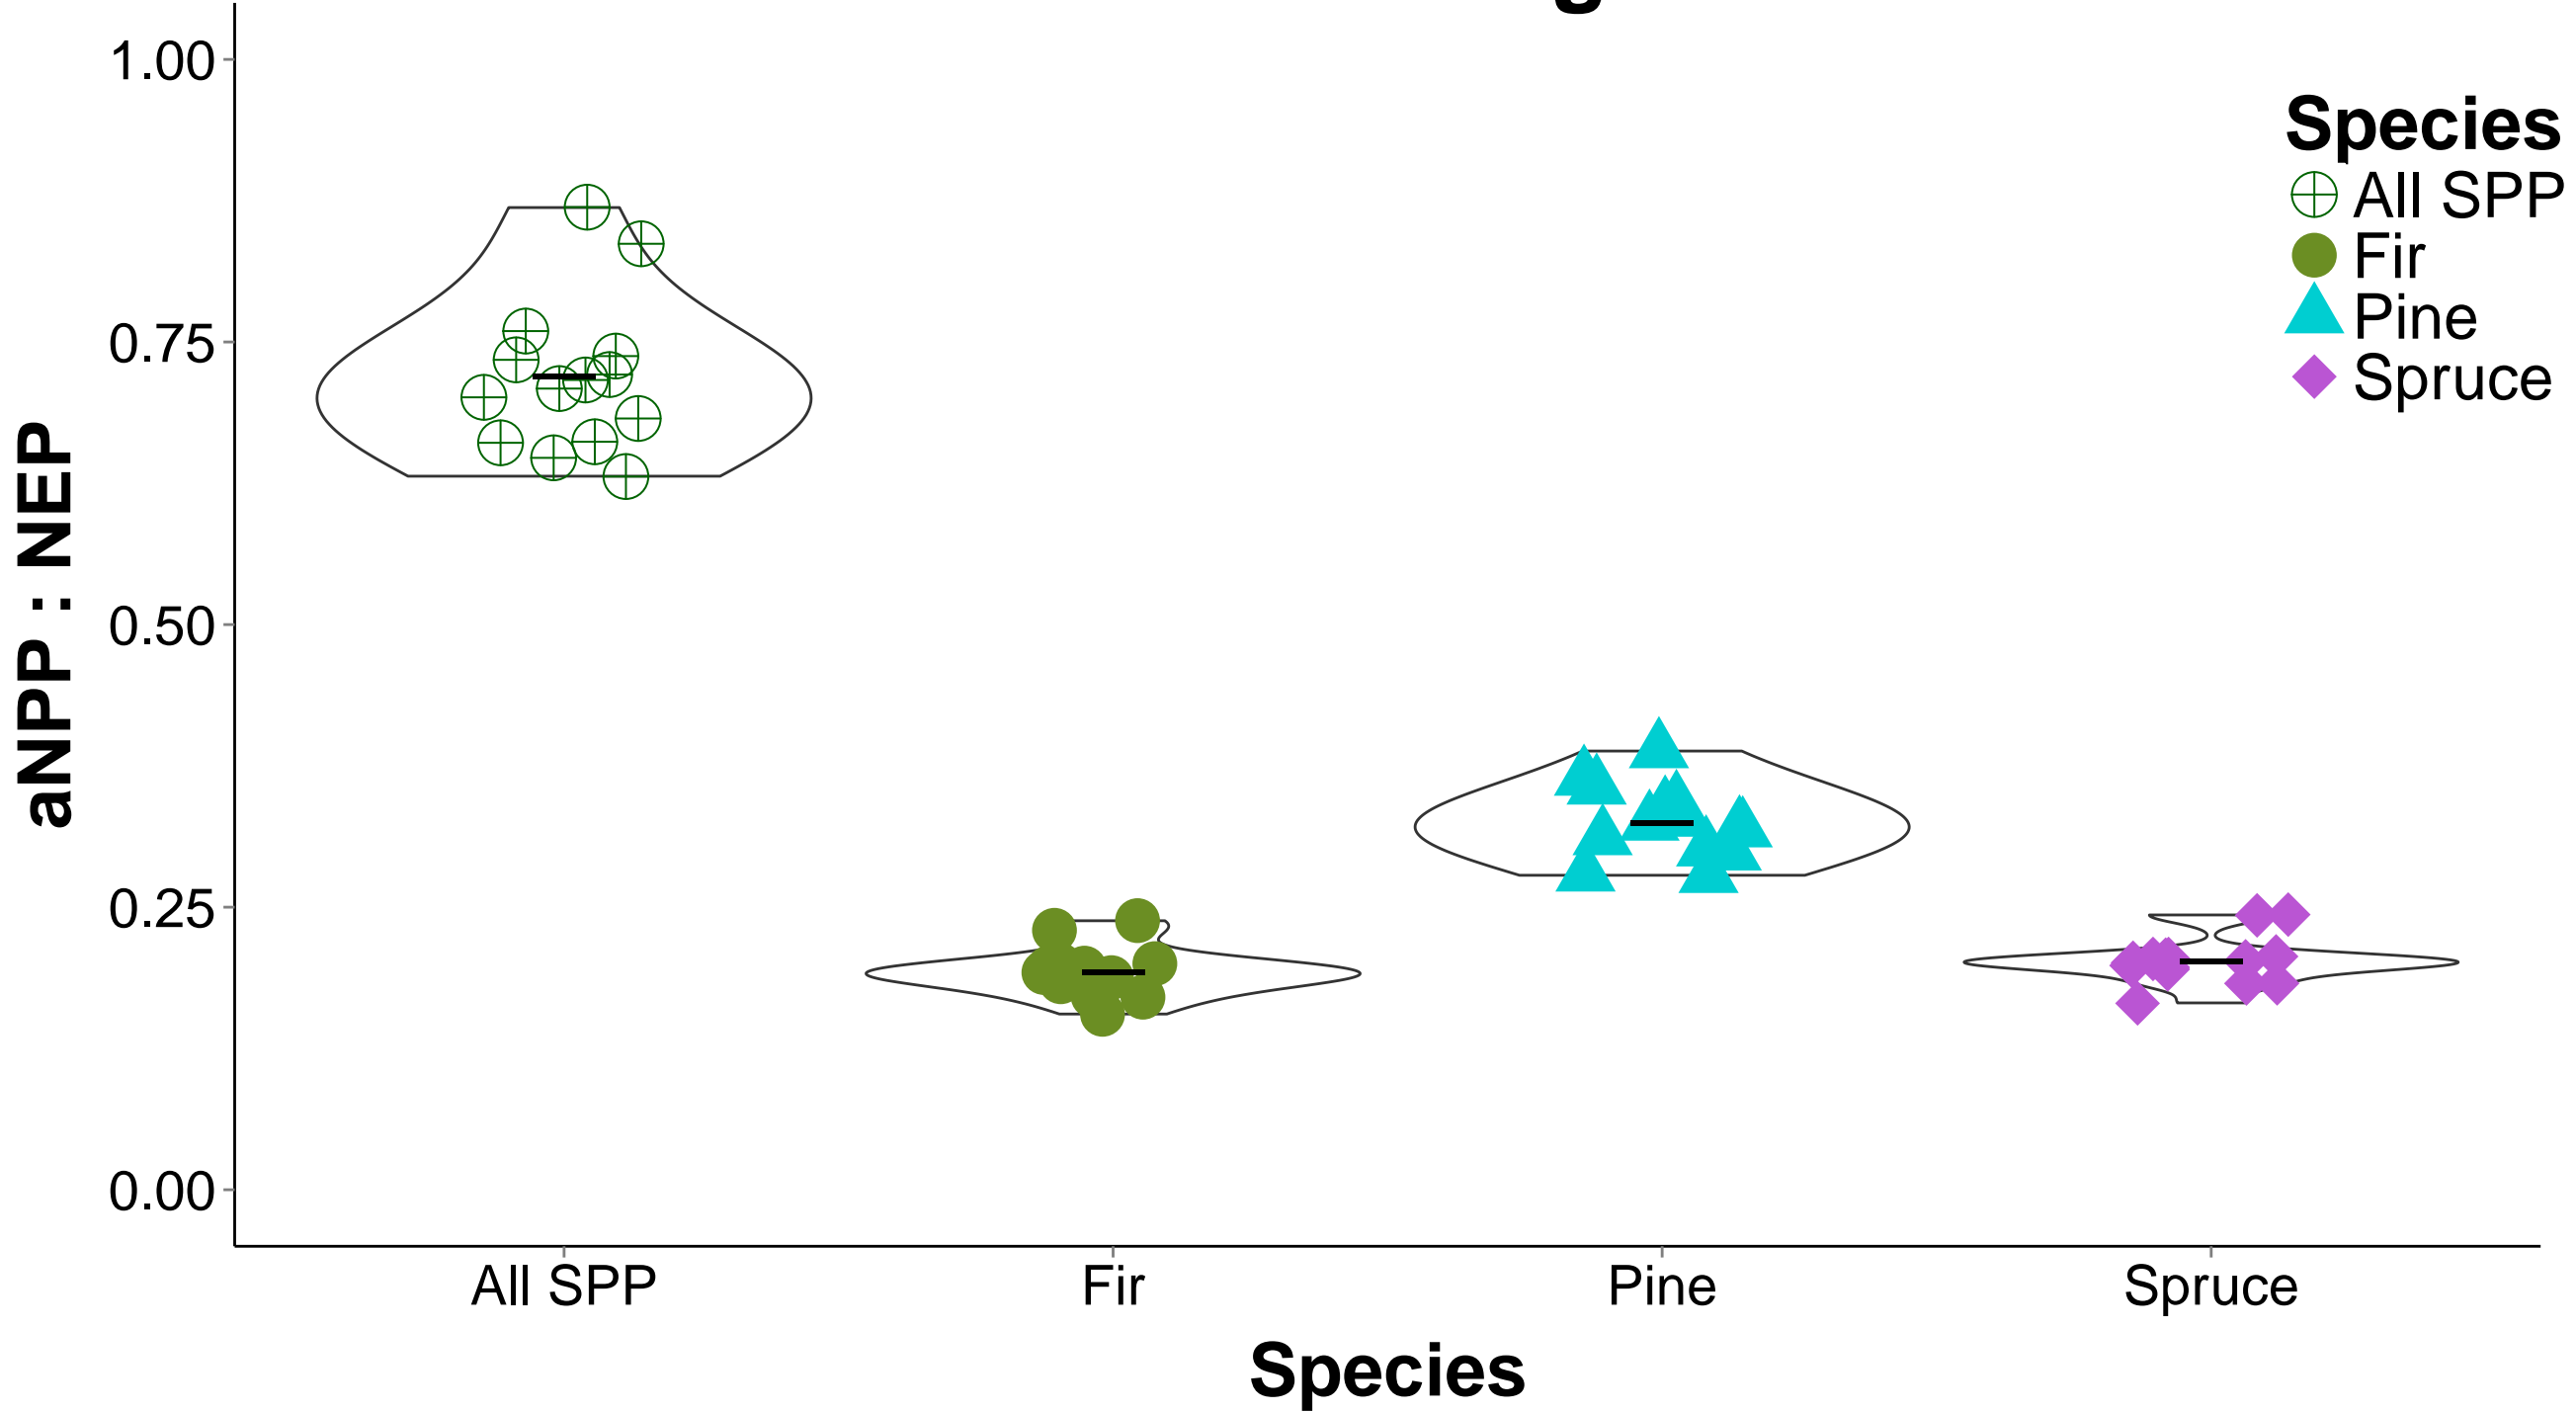 1.00
0.75
0.50
0.25
0.00
aNPP : NEP
Species
All SPP
Fir
Pine
Spruce
All SPP Fir Pine Spruce
Species